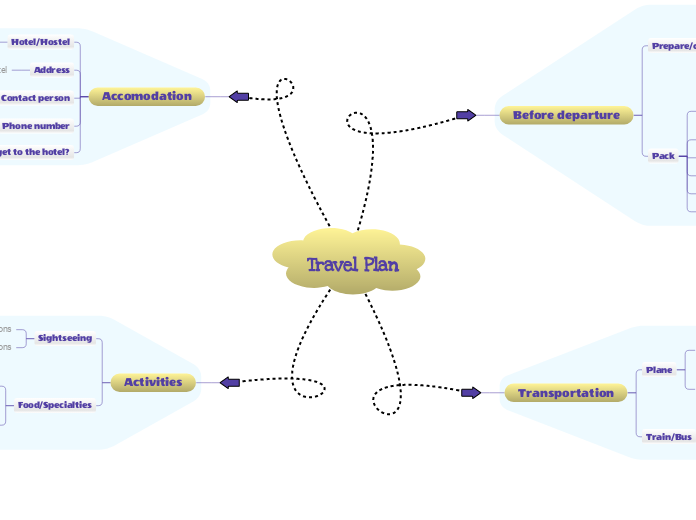 Hotel/Hostel
Address
Contact person
Phone number
get to the hotel?
Accomodation
Before departure
Pack
Travel Plan
Sightseeing
Food/Specialties
Activities
Transportation
Plane
Train/Bus